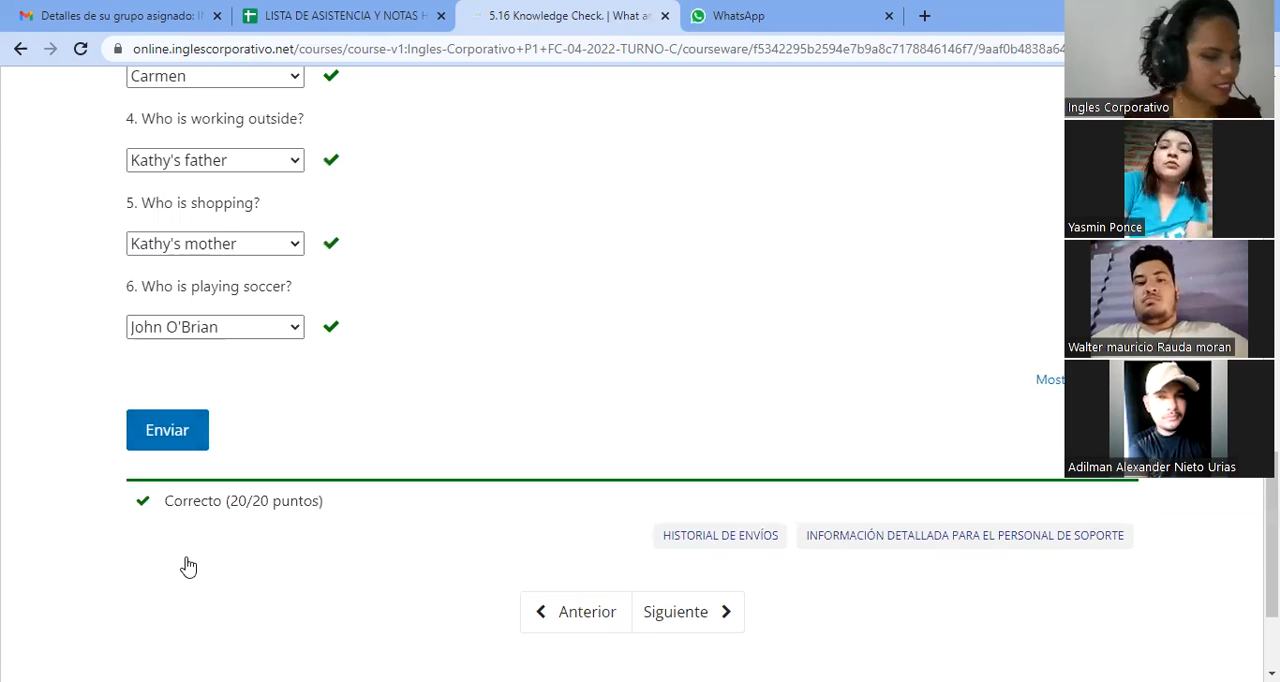 Detalles de su grupo asignado: I
LISTA DE ASISTENCIA Y NOTAS H
5.16 Knowledge Check. | What a
WhatsApp
online.inglescorporativo.net/courses/course-v1:Ingles-Corporativo+P1+FC-04-2022-TURNO-C/courseware/f5342295b2594e7b9a8c7178846146f7/9aaf0b4838a64
Carmen
4. Who is working outside?
Kathy's father
5. Who is shopping?
Kathy's mother
6. Who is playing soccer?
John O'Brian
Most
Enviar
Correcto (20/20 puntos)
HISTORIAL DE ENVÍOS
INFORMACIÓN DETALLADA PARA EL PERSONAL DE SOPORTE
Anterior
Siguiente
Ingles Corporativo
Yasmin Ponce
Walter mauricio Rauda moran
Adilman Alexander Nieto Urias